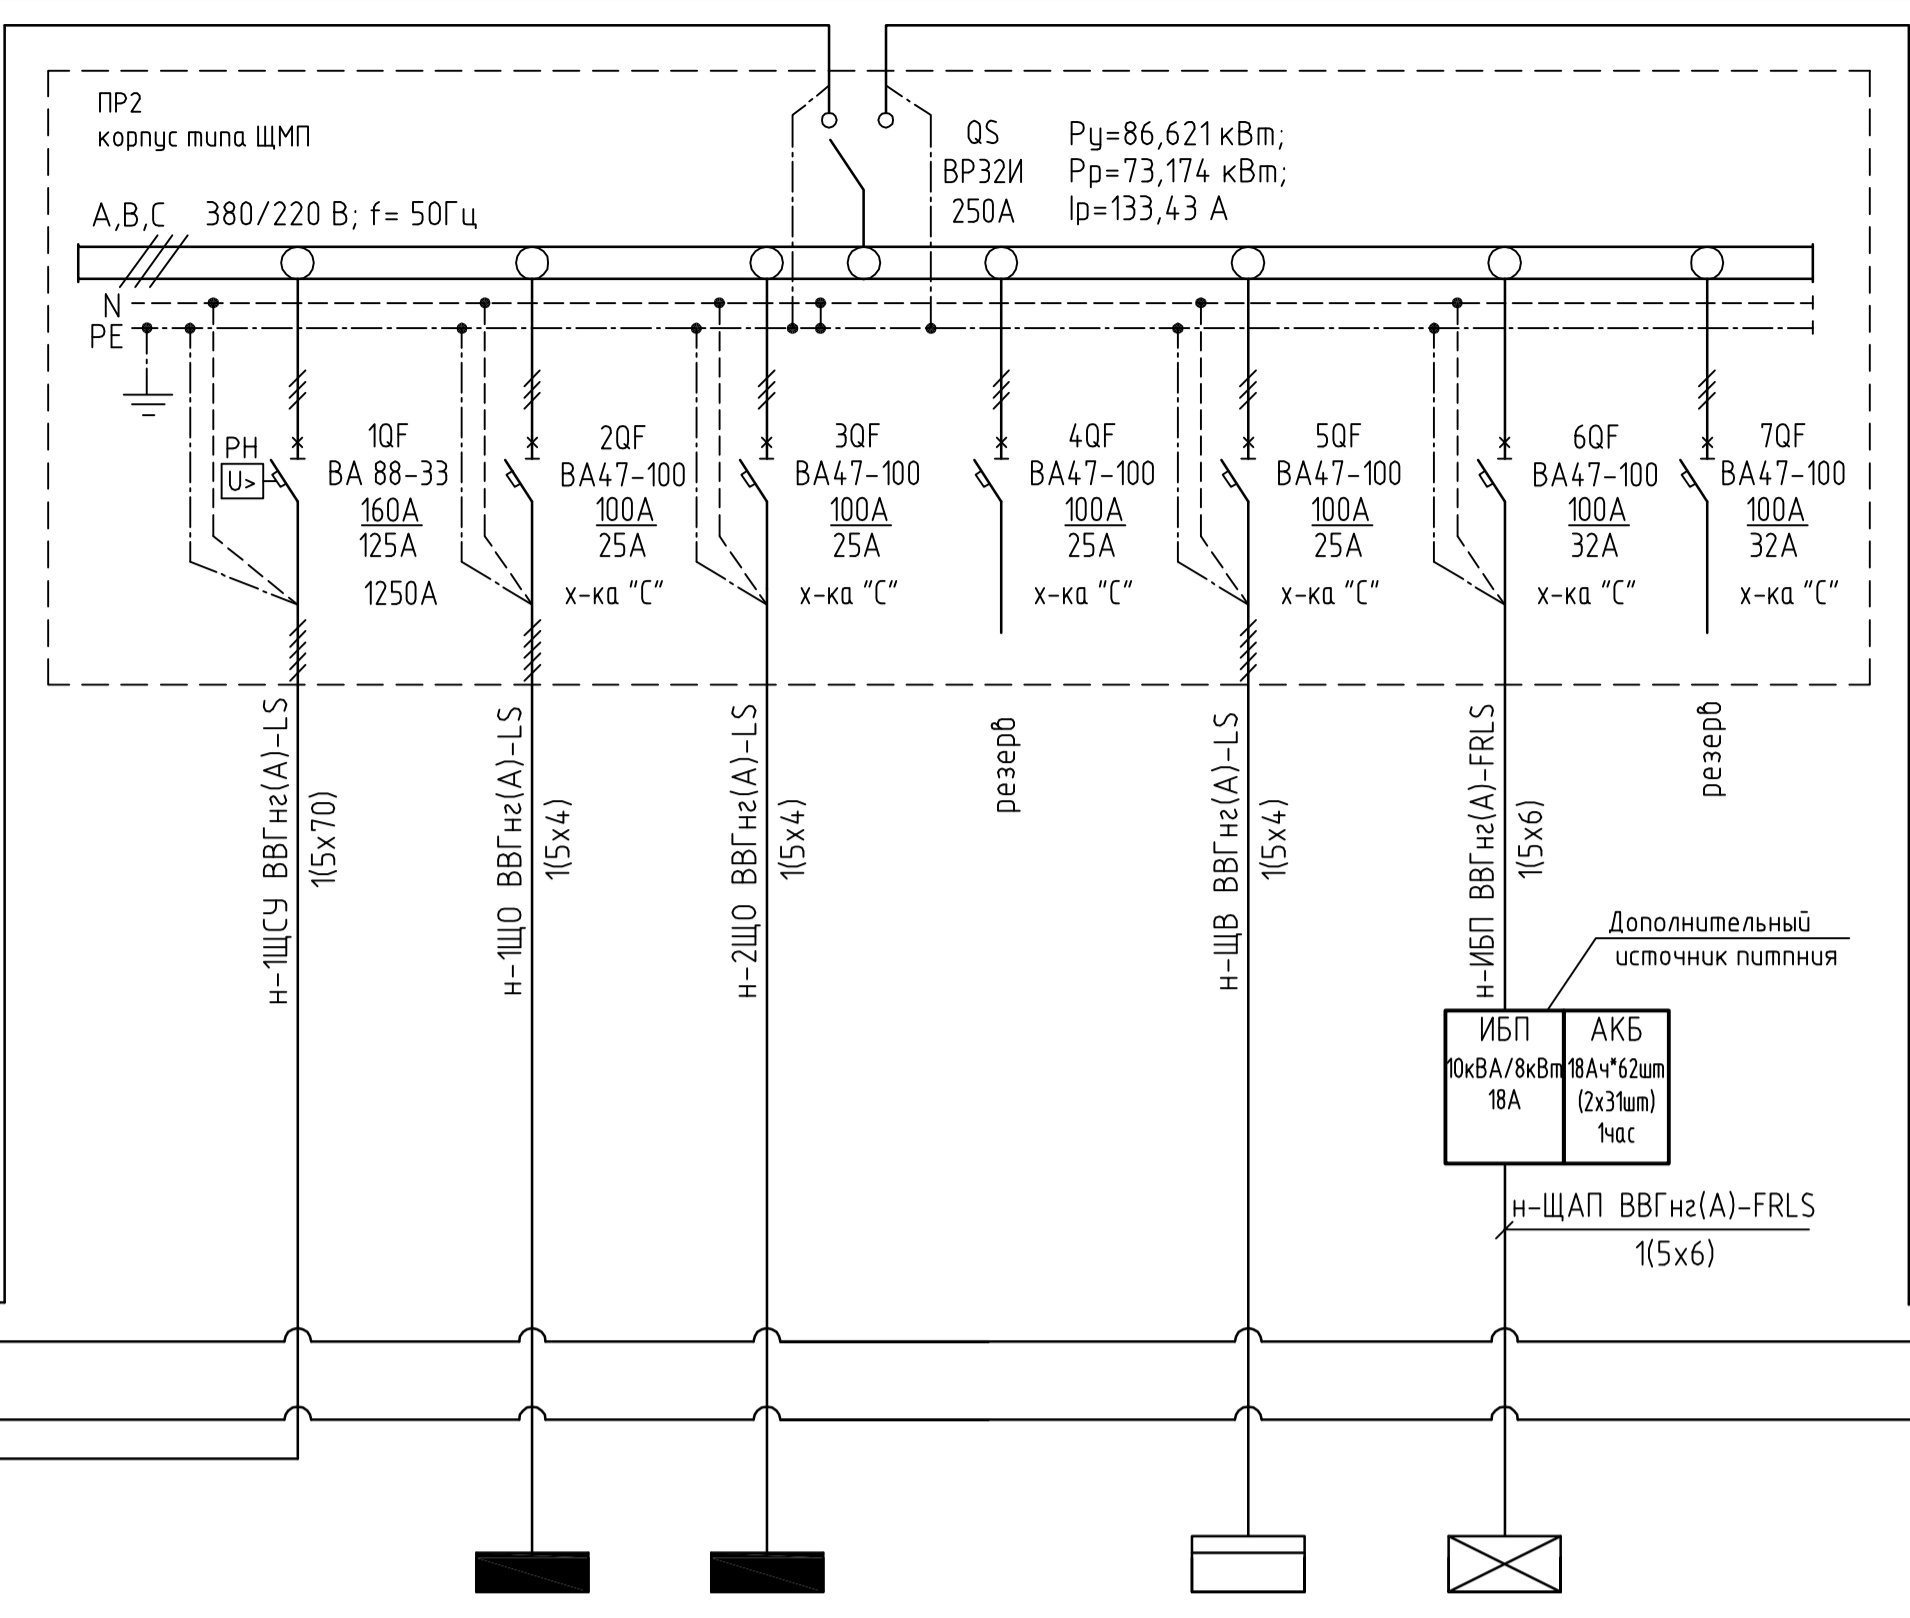 ПР2
корпус типа ЩМП
QS
ВР32И
250А
Ру=86,621 кВт;
Рр=73,174 кВт;
Iр=133,43 А
А,В,С
380/220 В; f= 50Гц
N
PE
РН
U>
1QF
ВА 88-33
160А
125А
1250А
2QF
ВА47-100
100А
25А
х-ка "С"
3QF
ВА47-100
100А
25А
х-ка "С"
4QF
ВА47-100
100А
25А
х-ка "С"
5QF
ВА47-100
100А
25А
х-ка "С"
6QF
ВА47-100
100А
32А
х-ка "С"
7QF
ВА47-100
100А
32А
х-ка "С"
н-1ЩСУ ВВГнг(А)-LS
1(5х70)
н-1ЩО ВВГнг(А)-LS
1(5х4)
н-2ЩО ВВГнг(А)-LS
1(5х4)
резерв
н-ЩВ ВВГнг(А)-LS
1(5х4)
н-ИБП ВВГнг(А)-FRLS
1(5х6)
резерв
Дополнительный
источник питпния
ИБП
10кВА/8кВт
18А
АКБ
18Ач*62шт
(2х31шт)
1час
н-ЩАП ВВГнг(А)-FRLS
1(5х6)